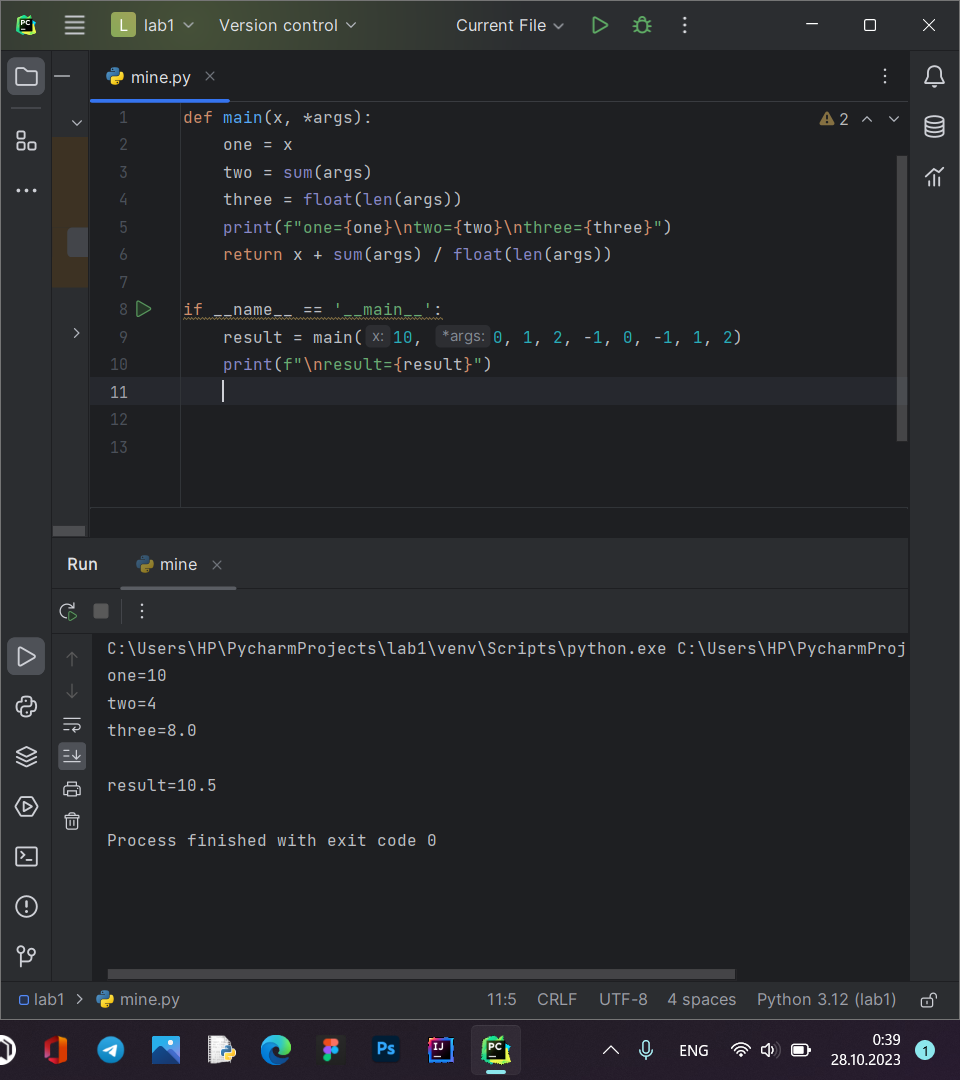 L lab1 Version control Current File
mine.py
1 def main(x, *args): 2
2 one = x
3 two = sum(args)
4 three = float(len(args))
5 print(f"one={one}\ntwo={two}\nthree={three}")
6 return x + sum(args) / float(len(args))
7
8 if __name__ == '__main__':
9 result = main( x: 10, *args: 0, 1, 2, -1, 0, -1, 1, 2)
10 print(f"\nresult={result}")
11
12
13
Run mine
C:\Users\HP\PycharmProjects\lab1\venv\Scripts\python.exe C:\Users\HP\PycharmProj
one=10
two=4
three=8.0
result=10.5
Process finished with exit code 0
lab1 > mine.py 11:5 CRLF UTF-8 4 spaces Python 3.12 (lab1)
Ps IJ PC ENG 0:39
28.10.2023 1